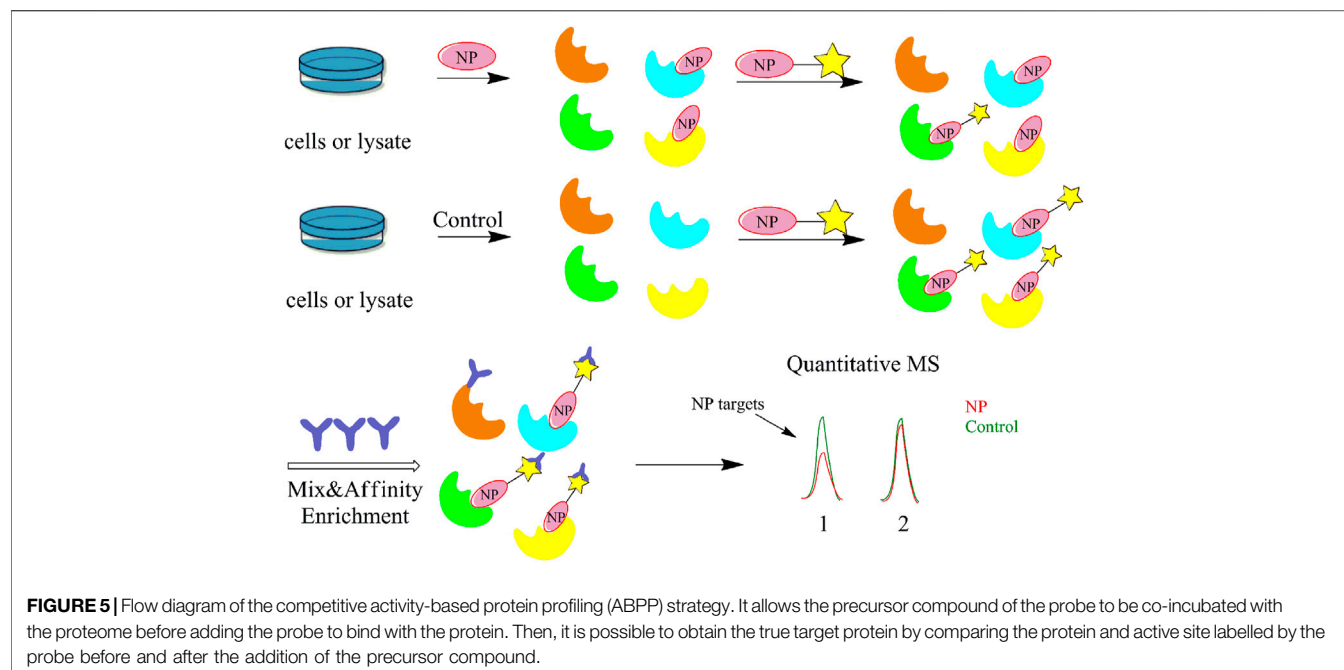 NP
NP
NP
NP
NP
NP
NP
NP
cells or lysate
Control
NP
NP
NP
NP
cells or lysate
Quantitative MS
NP targets
NP
Control
NP
NP
NP
Mix&Affinity
Enrichment
1 2
FIGURE 5 | Flow diagram of the competitive activity-based protein profiling (ABPP) strategy. It allows the precursor compound of the probe to be co-incubated with
the proteome before adding the probe to bind with the protein. Then, it is possible to obtain the true target protein by comparing the protein and active site labelled by the
probe before and after the addition of the precursor compound.